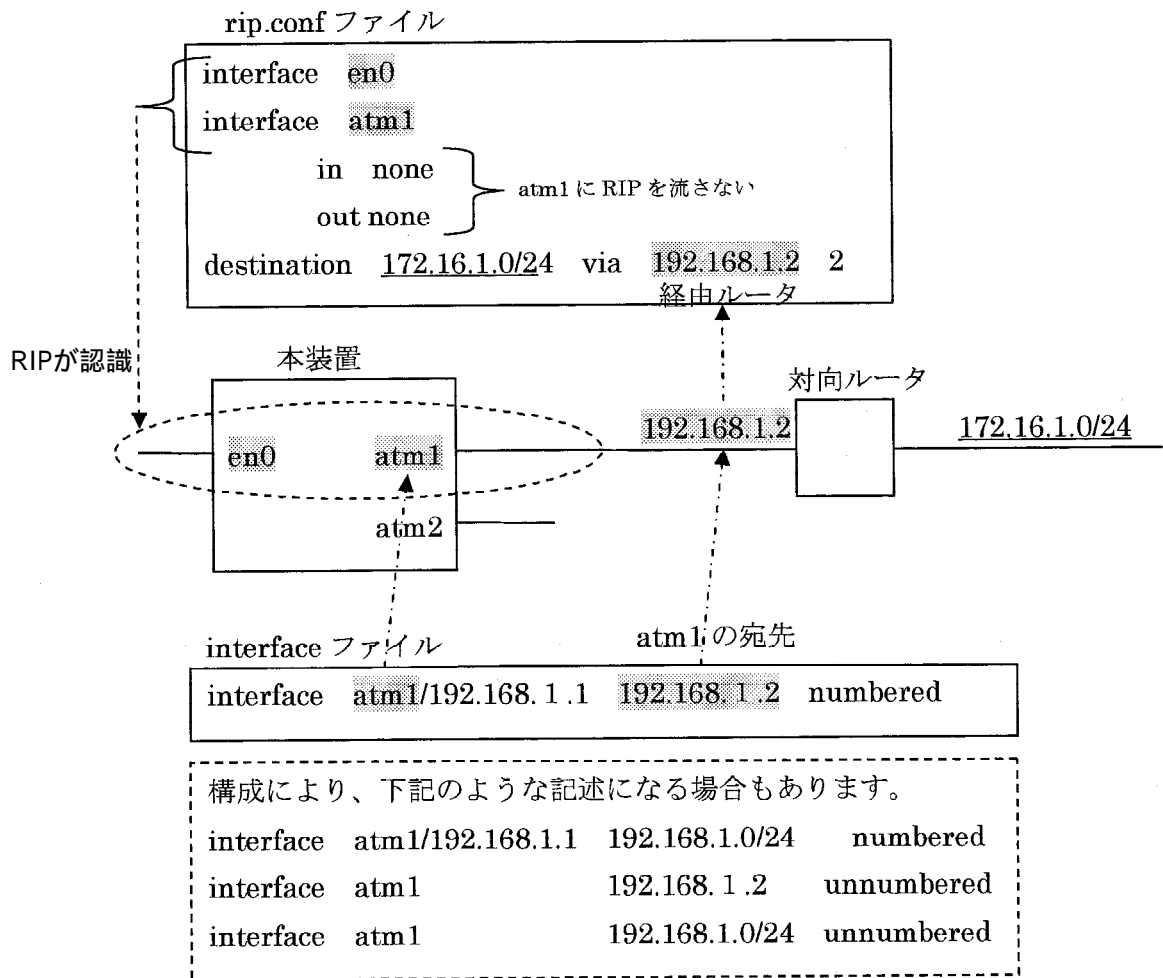 rip.conf ファイル
interface en0
interface atm1
in none
atm1 に RIP を流さない
out none
destination 172.16.1.0/24 via 192.168.1.2 2
経由ルータ
RIPが認識
本装置
対向ルータ
192.168.1.2
172.16.1.0/24
en0 atm1
atm2
interface ファイル
atm1 の宛先
interface atm1/192.168.1.1 192.168.1.2 numbered
構成により、下記のような記述になる場合もあります。
interface atm1/192.168.1.1 192.168.1.0/24 numbered
interface atm1 192.168.1.2 unnumbered
interface atm1 192.168.1.0/24 unnumbered